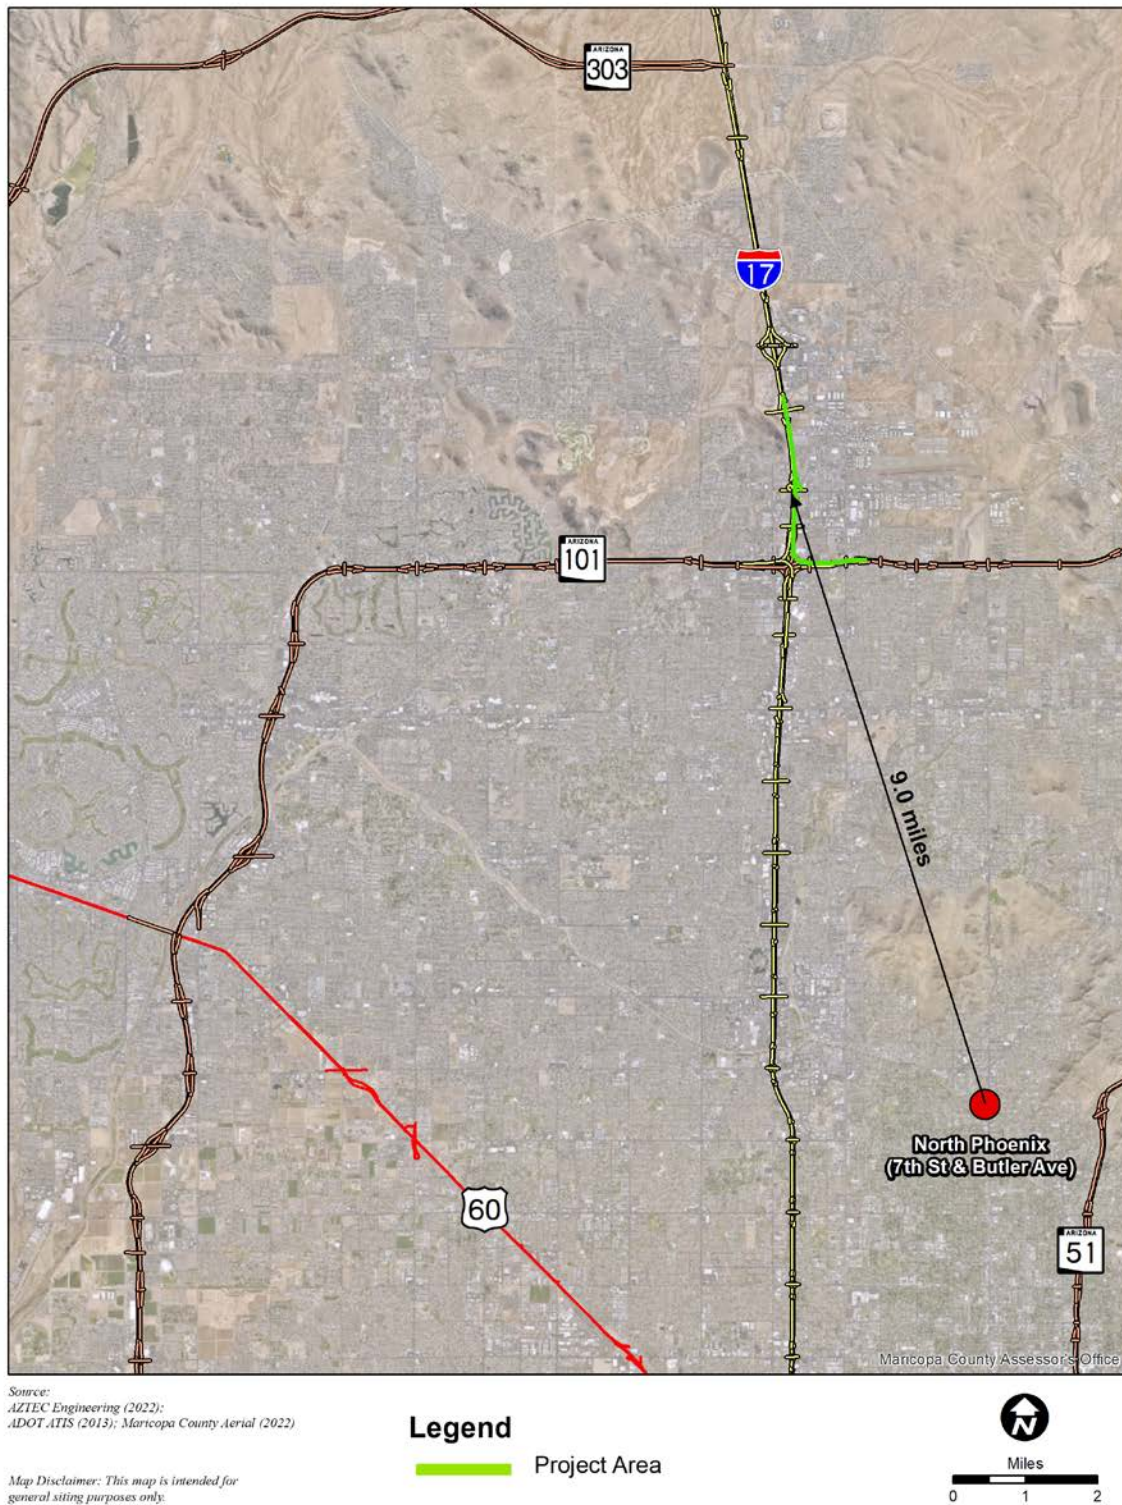 ARIZONA
303
17
ARIZONA
101
9.0 miles
North Phoenix
(7th St & Butler Ave)
60
ARIZONA
51
Maricopa County Assessor's Office
Source:
AZTEC Engineering (2022);
ADOT ATIS (2013); Maricopa County Aerial (2022)
Map Disclaimer: This map is intended for
general siting purposes only.
Legend
Project Area
N
Miles
0 1 2